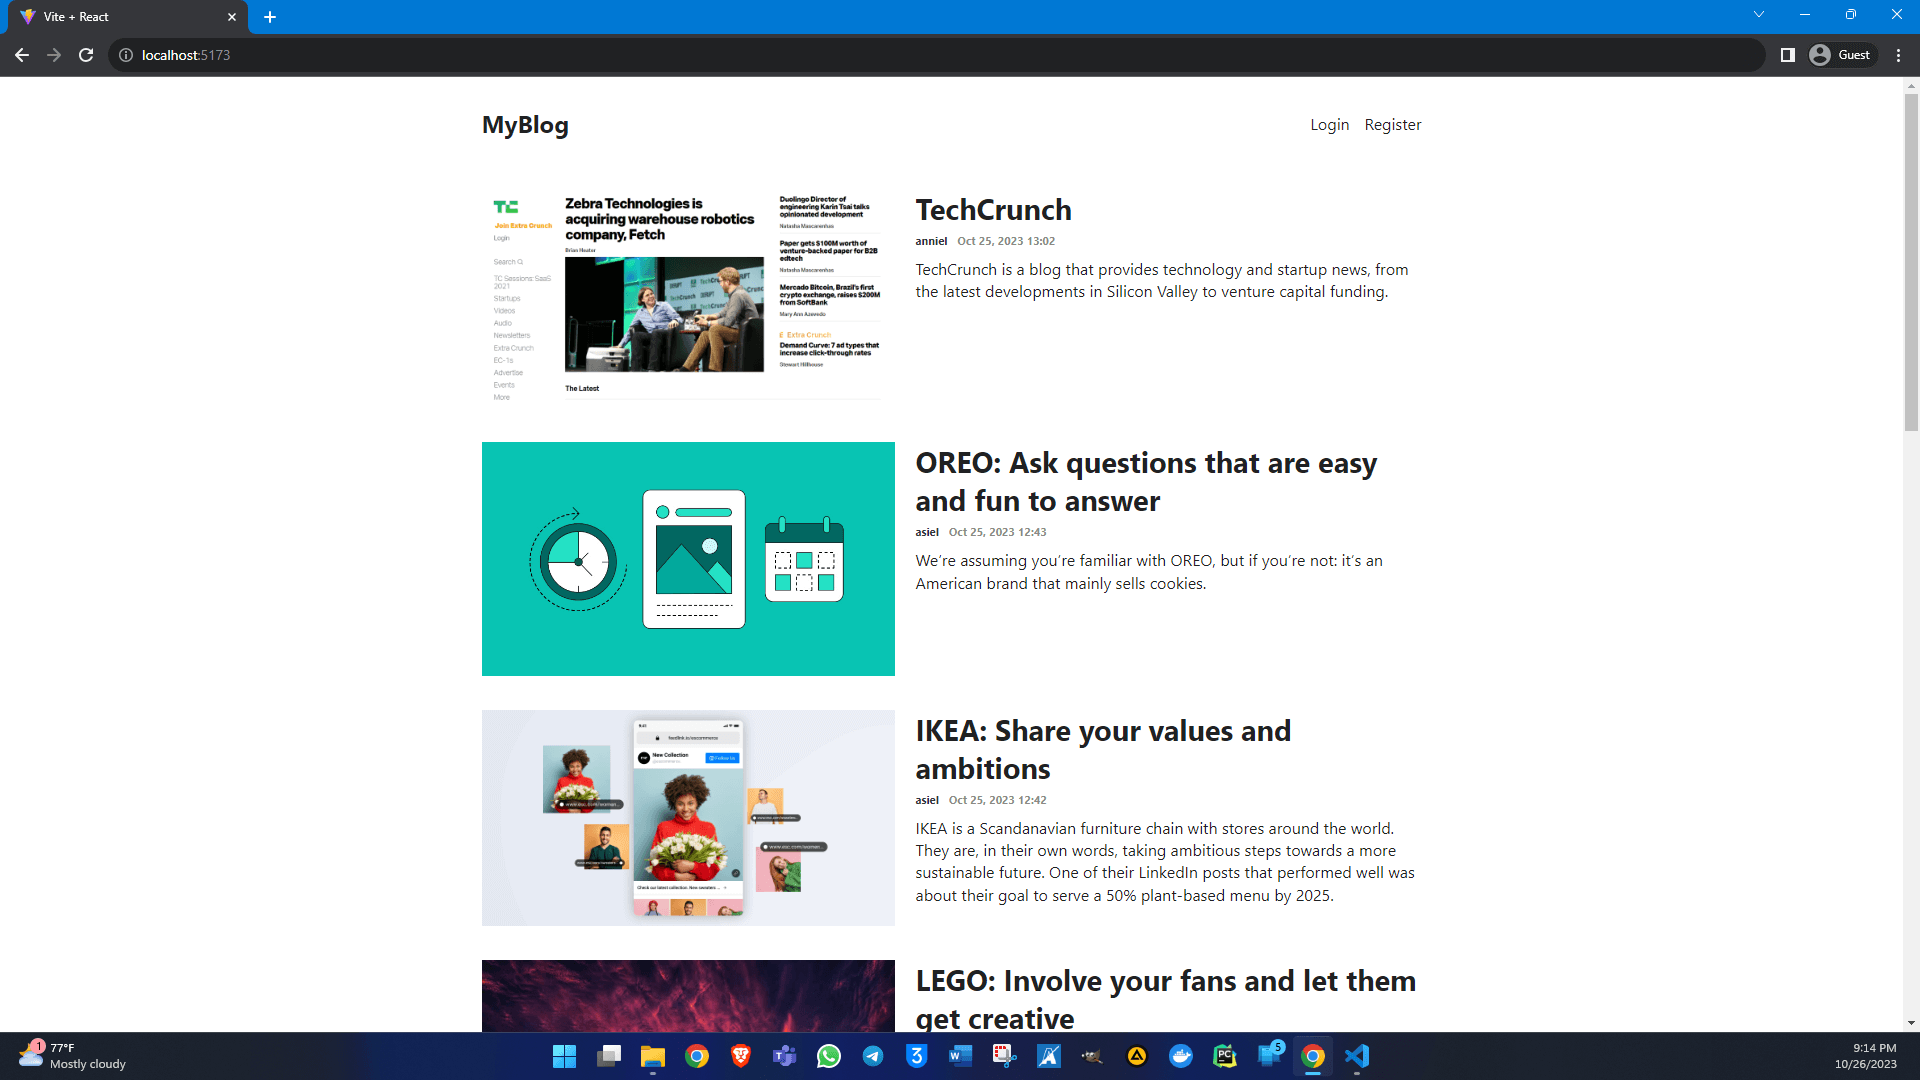 Vite + React
localhost:5173
Guest
MyBlog
Login
Register
TC
Join Extra Crunch
Login
Search
TC Sessions: SaaS
2021
Startups
Videos
Audio
Newsletters
Extra Crunch
EC-1s
Advertise
Events
More
Zebra Technologies is
acquiring warehouse robotics
company, Fetch
Brian Heater
The Latest
Duolingo Director of
engineering Karin Tsai talks
opinionated development
Natasha Mascarenhas
Paper gets $100M worth of
venture-backed paper for B2B
edtech
Natasha Mascarenhas
Mercado Bitcoin, Brazil's first
crypto exchange, raises $200M
from SoftBank
Mary Ann Azevedo
Extra Crunch
Demand Curve: 7 ad types that
increase click-through rates
Stewart Hillhouse
TechCrunch
anniel Oct 25, 2023 13:02
TechCrunch is a blog that provides technology and startup news, from
the latest developments in Silicon Valley to venture capital funding.
OREO: Ask questions that are easy
and fun to answer
asiel Oct 25, 2023 12:43
We're assuming you're familiar with OREO, but if you're not: it's an
American brand that mainly sells cookies.
New Collection
Follow Us
IKEA: Share your values and
ambitions
asiel Oct 25, 2023 12:42
IKEA is a Scandanavian furniture chain with stores around the world.
They are, in their own words, taking ambitious steps towards a more
sustainable future. One of their LinkedIn posts that performed well was
about their goal to serve a 50% plant-based menu by 2025.
LEGO: Involve your fans and let them
get creative
1
77°F
Mostly cloudy
PC
5
9:14 PM
10/26/2023